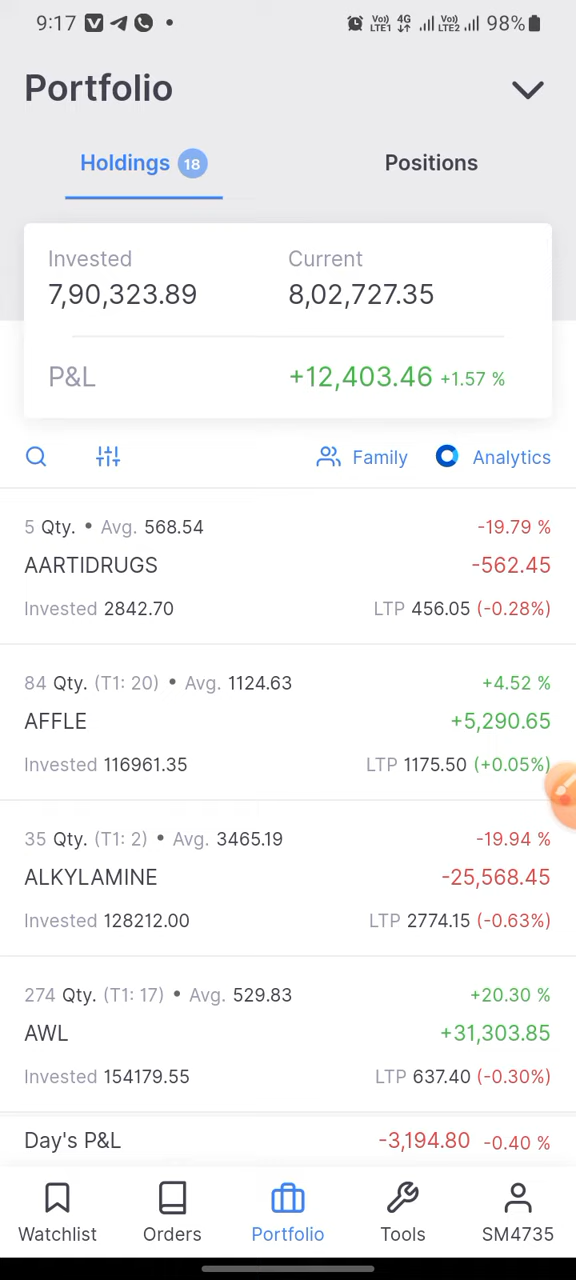 9:17 Vo)) LTE1 4G Vo)) LTE2 98%
Portfolio
Holdings 18 Positions
Invested Current
7,90,323.89 8,02,727.35
P&L +12,403.46 +1.57 %
Family Analytics
5 Qty. • Avg. 568.54 -19.79 %
AARTIDRUGS -562.45
Invested 2842.70 LTP 456.05 (-0.28%)
84 Qty. (T1: 20) • Avg. 1124.63 +4.52 %
AFFLE +5,290.65
Invested 116961.35 LTP 1175.50 (+0.05%)
35 Qty. (T1: 2) • Avg. 3465.19 -19.94 %
ALKYLAMINE -25,568.45
Invested 128212.00 LTP 2774.15 (-0.63%)
274 Qty. (T1: 17) • Avg. 529.83 +20.30 %
AWL +31,303.85
Invested 154179.55 LTP 637.40 (-0.30%)
Day's P&L -3,194.80 -0.40 %
Watchlist Orders Portfolio Tools SM4735